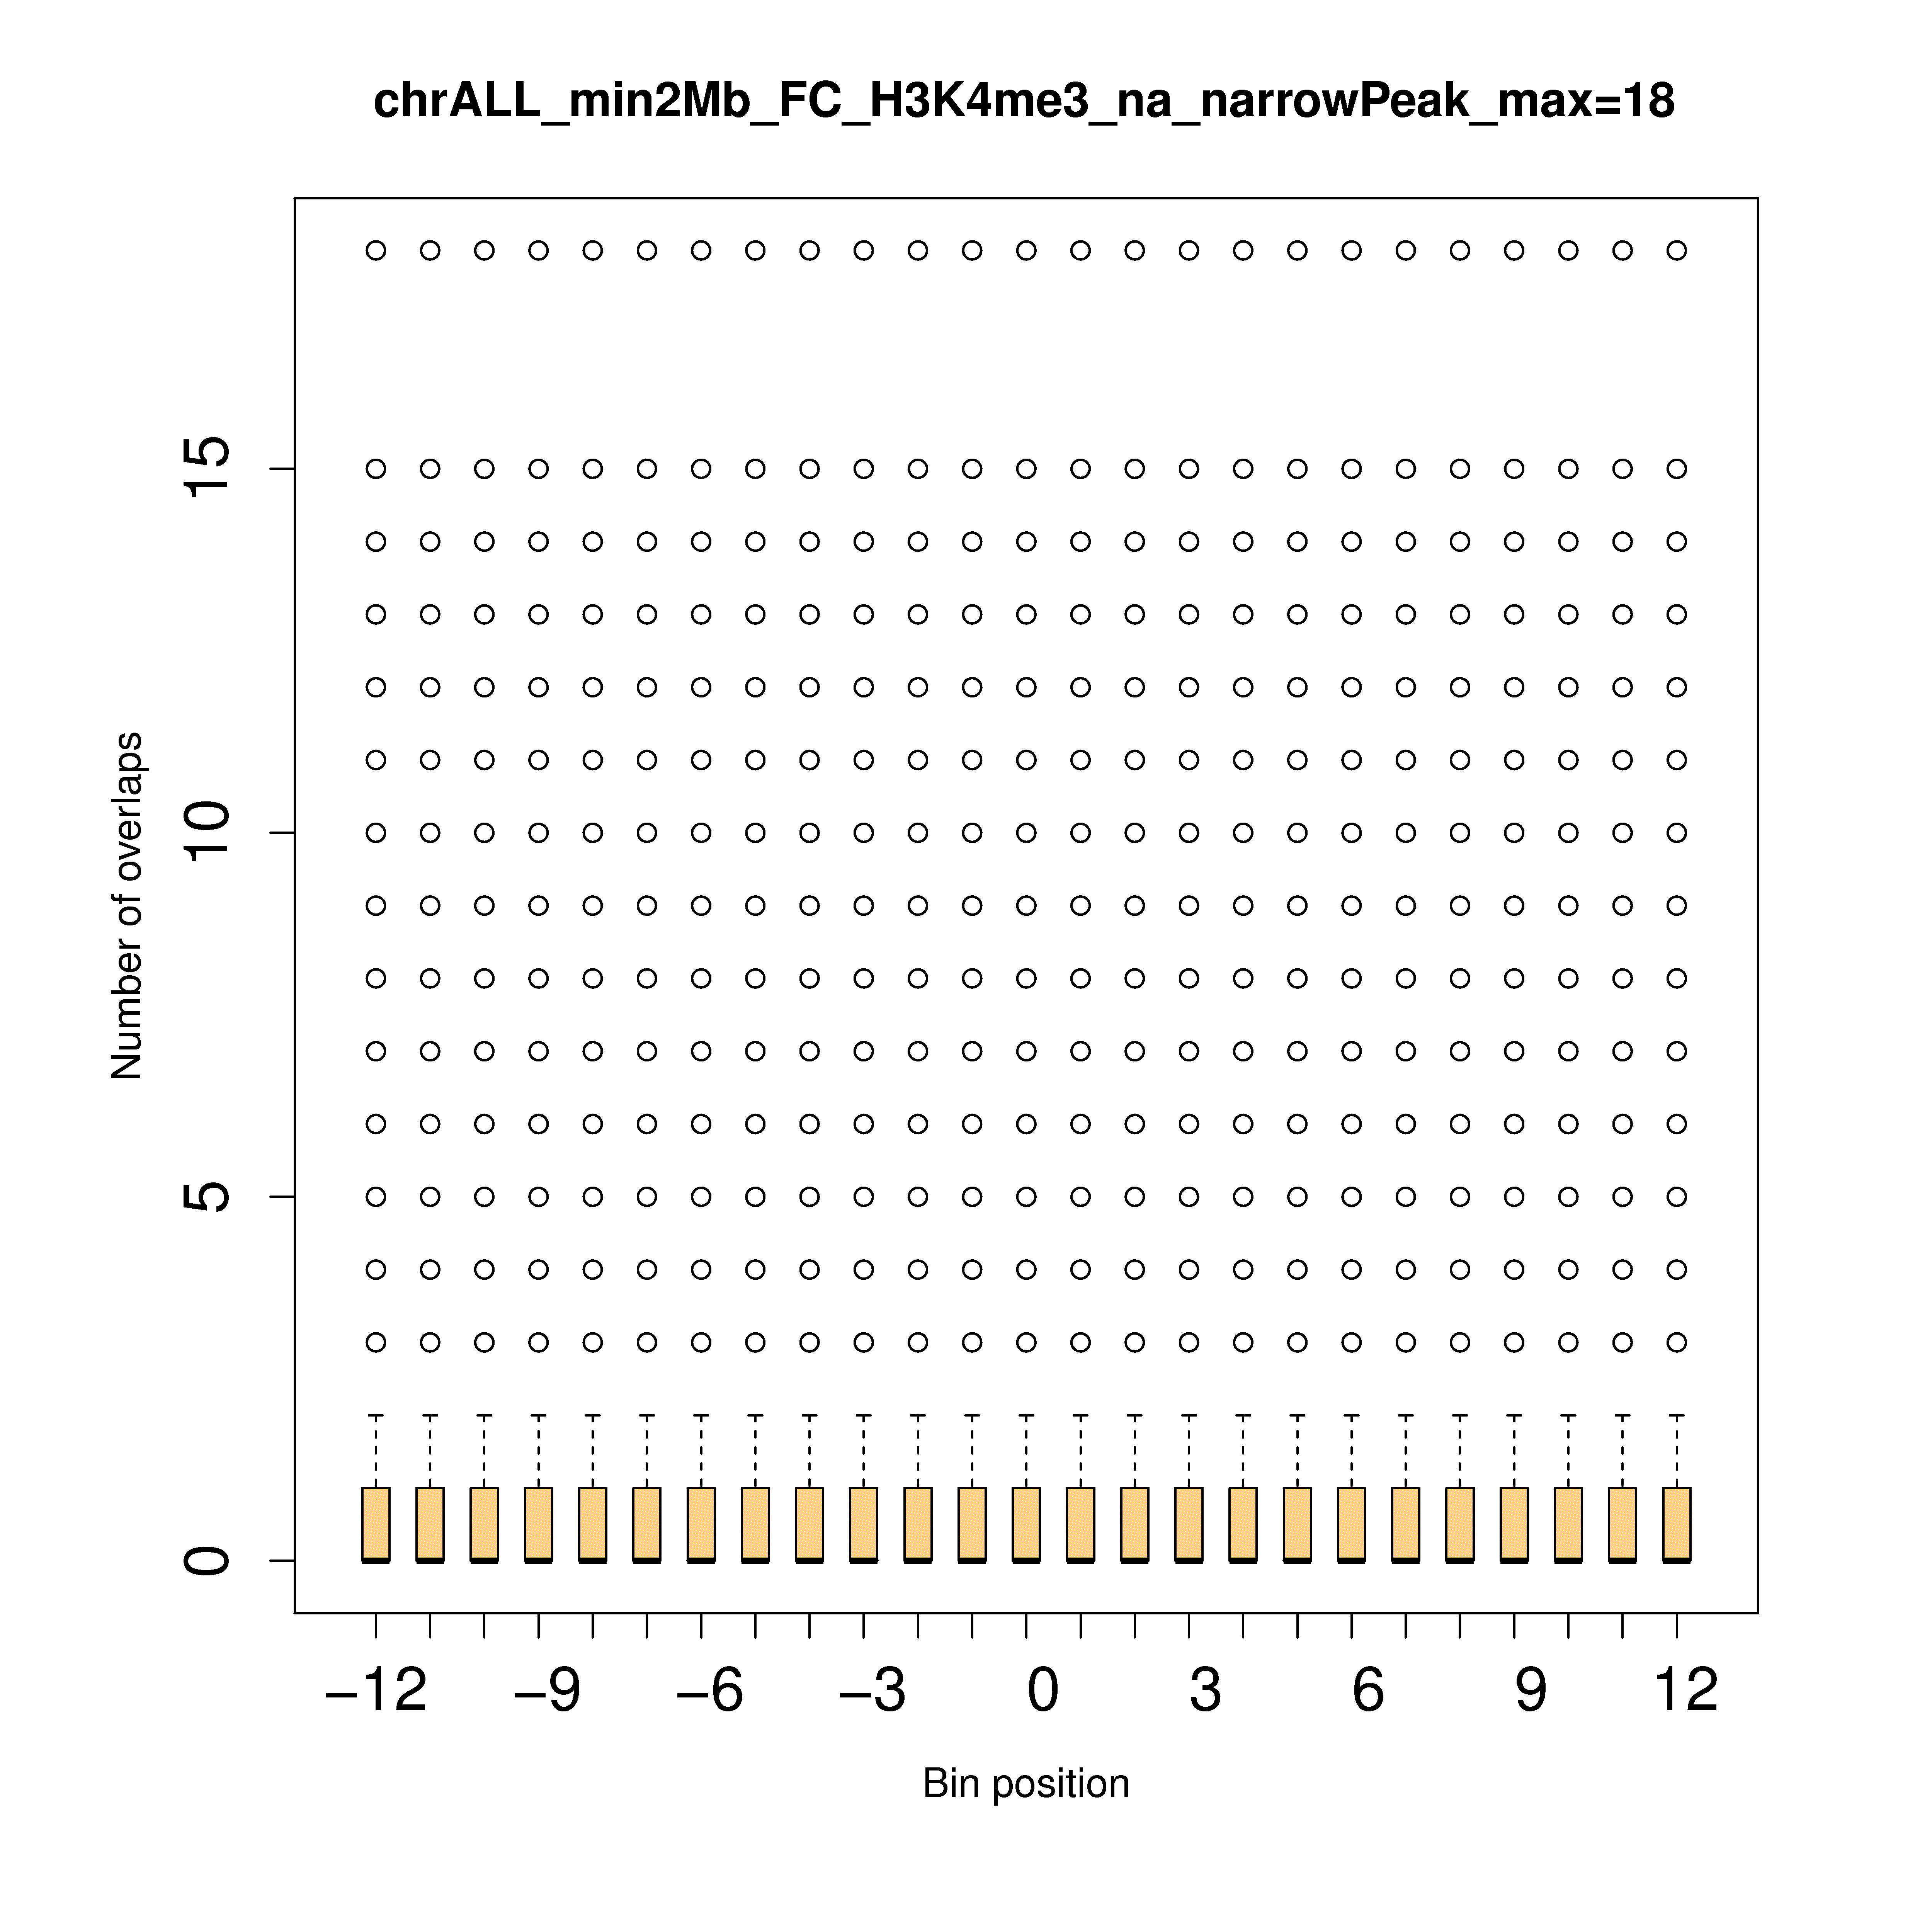 chrALL_min2Mb_FC_H3K4me3_na_narrowPeak_max=18
15
10
5
0
Number of overlaps
−12 −9 −6 −3 0 3 6 9 12
Bin position